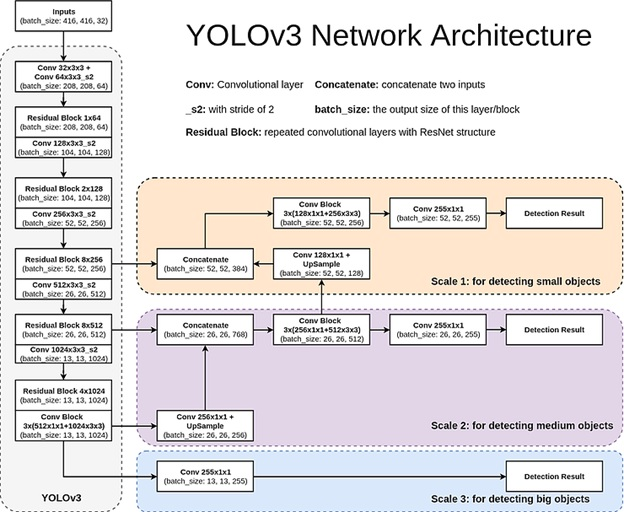 Inputs
(batch_size: 416, 416, 32)
YOLOv3 Network Architecture
Conv: Convolutional layer Concatenate: concatenate two inputs
_s2: with stride of 2 batch_size: the output size of this layer/block
Residual Block: repeated convolutional layers with ResNet structure
Conv 32x3x3 +
Conv 64x3x3_s2
(batch_size: 208, 208, 64)
Residual Block 1x64
(batch_size: 208, 208, 64)
Conv 128x3x3_s2
(batch_size: 104, 104, 128)
Residual Block 2x128
(batch_size: 104, 104, 128)
Conv 256x3x3_s2
(batch_size: 52, 52, 256)
Residual Block 8x256
(batch_size: 52, 52, 256)
Conv 512x3x3_s2
(batch_size: 26, 26, 512)
Residual Block 8x512
(batch_size: 26, 26, 512)
Conv 1024x3x3_s2
(batch_size: 13, 13, 1024)
Residual Block 4x1024
(batch_size: 13, 13, 1024)
Conv Block
3x(512x1x1+1024x3x3)
(batch_size: 13, 13, 1024)
YOLOv3
Conv Block
3x(128x1x1+256x3x3)
(batch_size: 52, 52, 256)
Conv 255x1x1
(batch_size: 52, 52, 255)
Detection Result
Concatenate
(batch_size: 52, 52, 384)
Conv 128x1x1 +
UpSample
(batch_size: 52, 52, 128)
Scale 1: for detecting small objects
Concatenate
(batch_size: 26, 26, 768)
Conv Block
3x(256x1x1+512x3x3)
(batch_size: 26, 26, 512)
Conv 255x1x1
(batch_size: 26, 26, 255)
Detection Result
Conv 256x1x1 +
UpSample
(batch_size: 26, 26, 256)
Scale 2: for detecting medium objects
Conv 255x1x1
(batch_size: 13, 13, 255)
Detection Result
Scale 3: for detecting big objects